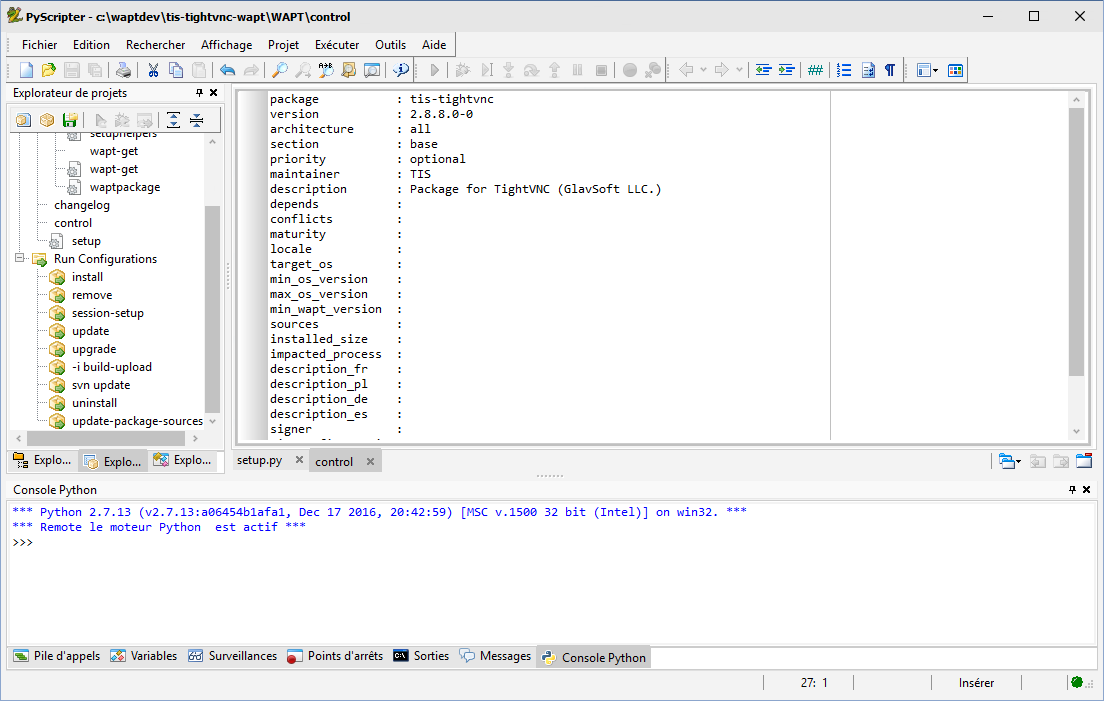 PyScripter - c:\waptdev\tis-tightvnc-wapt\WAPT\control
Fichier Edition Rechercher Affichage Projet Exécuter Outils Aide
Explorateur de projets
setuphelpers
wapt-get
wapt-get
waptpackage
changelog
control
setup
Run Configurations
install
remove
session-setup
update
upgrade
-i build-upload
svn update
uninstall
update-package-sources
Explo... Explo... Explo...
package : tis-tightvnc
version : 2.8.8.0-0
architecture : all
section : base
priority : optional
maintainer : TIS
description : Package for TightVNC (GlavSoft LLC.)
depends :
conflicts :
maturity :
locale :
target_os :
min_os_version :
max_os_version :
min_wapt_version :
sources :
installed_size :
impacted_process :
description_fr :
description_pl :
description_de :
description_es :
signer :
setup.py control
Console Python
*** Python 2.7.13 (v2.7.13:a06454b1afa1, Dec 17 2016, 20:42:59) [MSC v.1500 32 bit (Intel)] on win32. ***
*** Remote le moteur Python est actif ***
>>>
Pile d'appels Variables Surveillances Points d'arrêts Sorties Messages Console Python
27: 1 Insérer